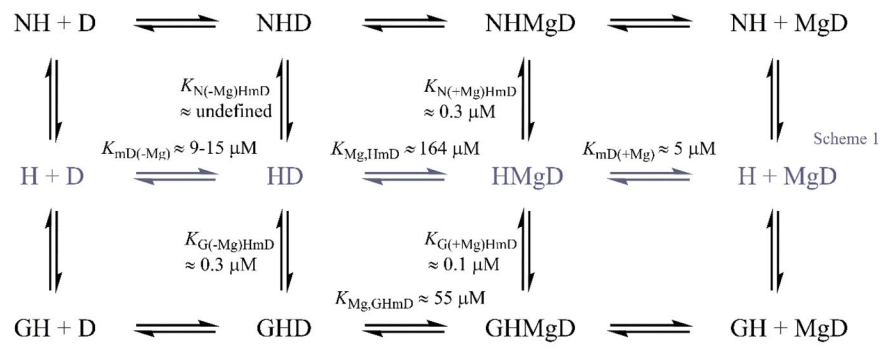 NH + D NHD NHMgD NH + MgD
K_N(-Mg)HmD K_N(+Mg)HmD
≈ undefined ≈ 0.3 μM
K_mD(-Mg) ≈ 9-15 μM K_Mg,HmD ≈ 164 μM K_mD(+Mg) ≈ 5 μM Scheme 1
H + D HD HMgD H + MgD
K_G(-Mg)HmD K_G(+Mg)HmD
≈ 0.3 μM ≈ 0.1 μM
K_Mg,GHmD ≈ 55 μM
GH + D GHD GHMgD GH + MgD